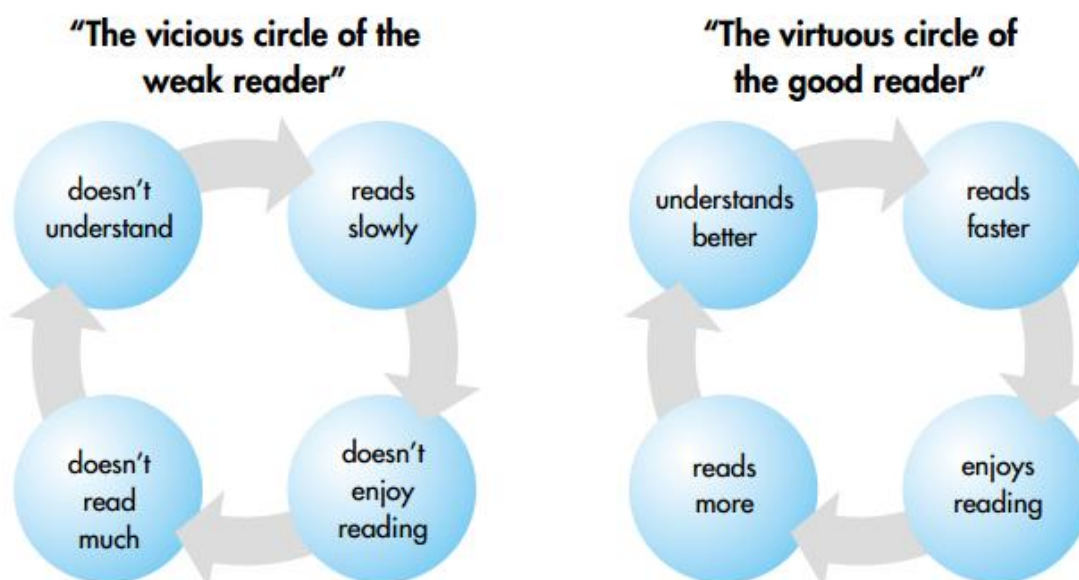 “The vicious circle of the
weak reader”
doesn’t
understand
reads
slowly
doesn’t
enjoy
reading
doesn’t
read
much
“The virtuous circle of
the good reader”
understands
better
reads
faster
enjoys
reading
reads
more